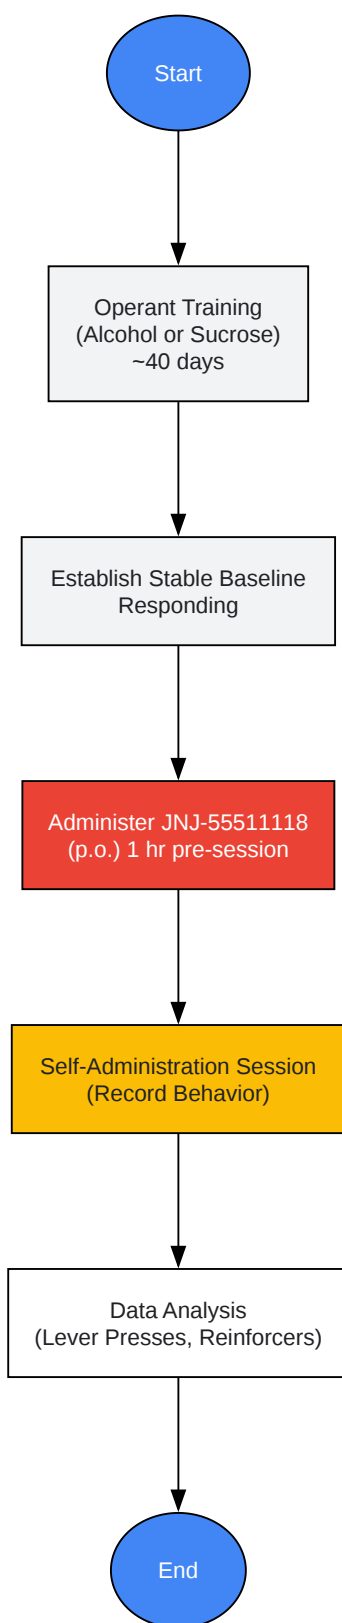 Start
Operant Training
(Alcohol or Sucrose)
~40 days
Establish Stable Baseline
Responding
Administer JNJ-55511118
(p.o.) 1 hr pre-session
Self-Administration Session
(Record Behavior)
Data Analysis
(Lever Presses, Reinforcers)
End